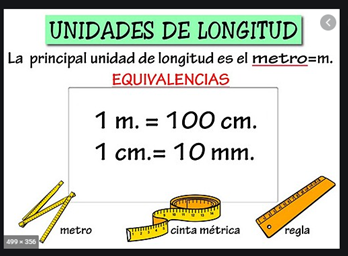 UNIDADES DE LONGITUD
La principal unidad de longitud es el metro=m.
EQUIVALENCIAS
1 m. = 100 cm.
1 cm.= 10 mm.
metro cinta métrica regla
499 × 356